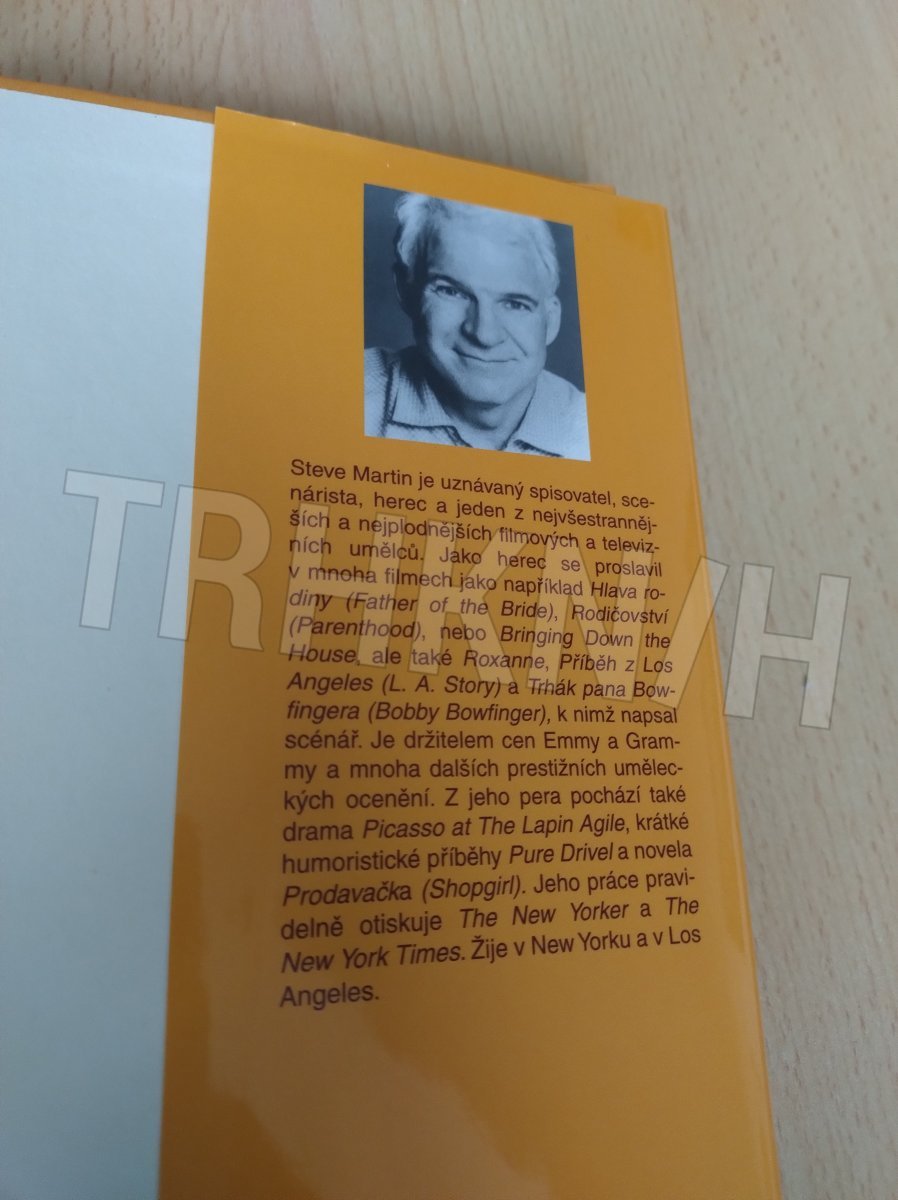 Steve Martin je uznávaný spisovatel, sce-
nárista, herec a jeden z nejvšestranněj-
ších a nejplodnějších filmových a televiz-
ních umělců. Jako herec se proslavil
v mnoha filmech jako například Hlava ro-
diny (Father of the Bride), Rodičovství
(Parenthood), nebo Bringing Down the
House, ale také Roxanne, Příběh z Los
Angeles (L. A. Story) a Trhák pana Bow-
fingera (Bobby Bowfinger), k nimž napsal
scénář. Je držitelem cen Emmy a Gram-
my a mnoha dalších prestižních umělec-
kých ocenění. Z jeho pera pochází také
drama Picasso at The Lapin Agile, krátké
humoristické příběhy Pure Drivel a novela
Prodavačka (Shopgirl). Jeho práce pravi-
delně otiskuje The New Yorker a The
New York Times. Žije v New Yorku a v Los
Angeles.
TRHKNVH